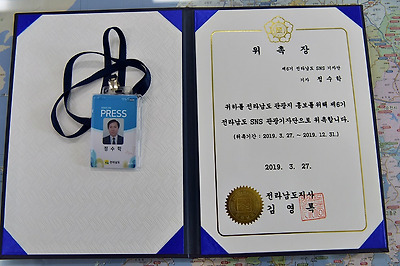 PRESS
정 수 학
전라남도
위 촉 장
제6기 전라남도 SNS 기자단
기자 정 수 학
귀하를 전라남도 관광지 홍보를위해 제6기
전라남도 SNS 관광기자단으로 위촉합니다.
(위촉기간 : 2019. 3. 27. ~ 2019. 12. 31.)
2019. 3. 27.
전라남도지사
김 영 록